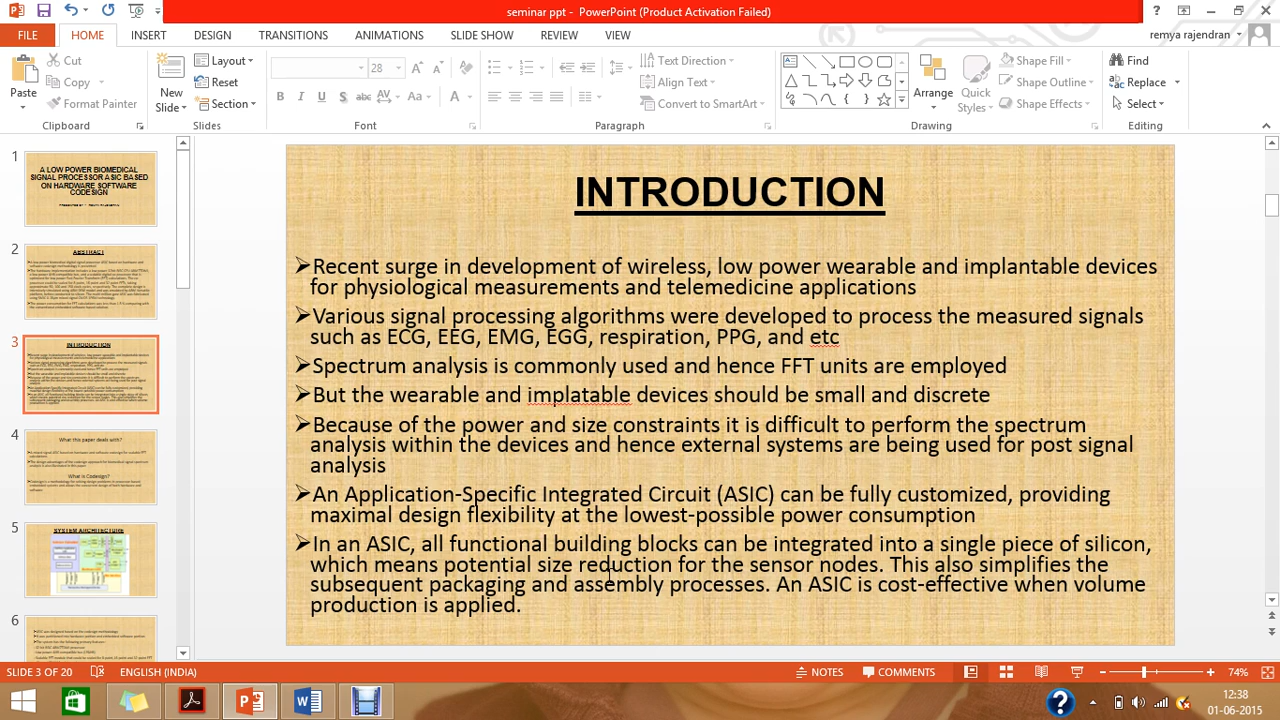 seminar ppt - PowerPoint (Product Activation Failed)
FILE HOME INSERT DESIGN TRANSITIONS ANIMATIONS SLIDE SHOW REVIEW VIEW remya rajendran
Paste Cut Copy Format Painter Clipboard
New Slide Layout Reset Section Slides
28 Font
Text Direction Align Text Convert to SmartArt Paragraph
Arrange Quick Styles Shape Fill Shape Outline Shape Effects Drawing
Find Replace Select Editing
1
A LOW POWER BIOMEDICAL
SIGNAL PROCESSOR ASIC BASED
ON HARDWARE SOFTWARE
CODESIGN
2
ABSTRACT
3
INTRODUCTION
4
What this paper deals with?
What is Codesign?
5
SYSTEM ARCHITECTURE
6
INTRODUCTION
➢Recent surge in development of wireless, low power wearable and implantable devices
for physiological measurements and telemedicine applications
➢Various signal processing algorithms were developed to process the measured signals
such as ECG, EEG, EMG, EGG, respiration, PPG, and etc
➢Spectrum analysis is commonly used and hence FFT units are employed
➢But the wearable and implatable devices should be small and discrete
➢Because of the power and size constraints it is difficult to perform the spectrum
analysis within the devices and hence external systems are being used for post signal
analysis
➢An Application-Specific Integrated Circuit (ASIC) can be fully customized, providing
maximal design flexibility at the lowest-possible power consumption
➢In an ASIC, all functional building blocks can be integrated into a single piece of silicon,
which means potential size reduction for the sensor nodes. This also simplifies the
subsequent packaging and assembly processes. An ASIC is cost-effective when volume
production is applied.
SLIDE 3 OF 20 ENGLISH (INDIA) NOTES COMMENTS 74%
12:38
01-06-2015